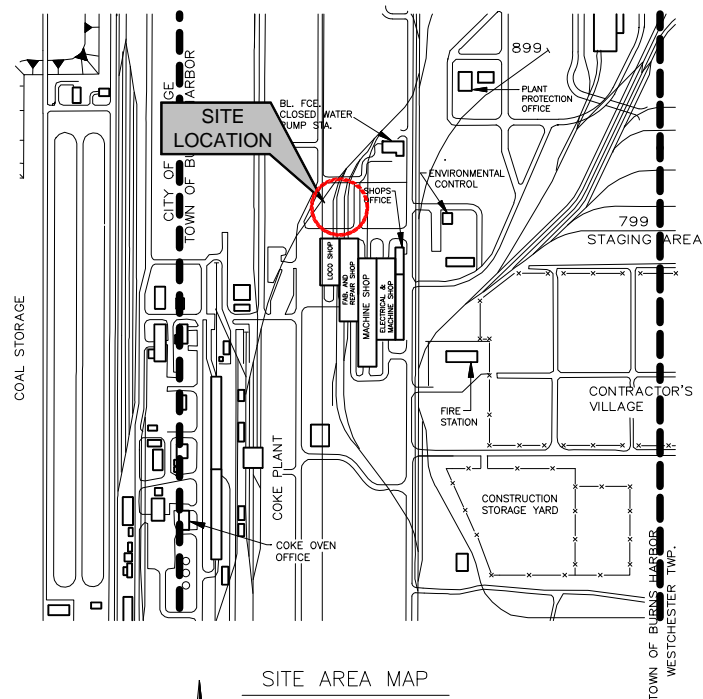 899
PLANT
PROTECTION
OFFICE
BL. FCE.
CLOSED WATER
PUMP STA.
SITE
LOCATION
CITY OF
TOWN OF
ARBOR
ENVIRONMENTAL
CONTROL
SHOPS
OFFICE
799
STAGING AREA
LOCO SHOP
FAB. AND
REPAIR SHOP
MACHINE SHOP
ELECTRICAL &
MACHINE SHOP
COAL STORAGE
FIRE
STATION
CONTRACTOR'S
VILLAGE
COKE PLANT
CONSTRUCTION
STORAGE YARD
COKE OVEN
OFFICE
TOWN OF BURNS HARBOR
WESTCHESTER TWP.
SITE AREA MAP